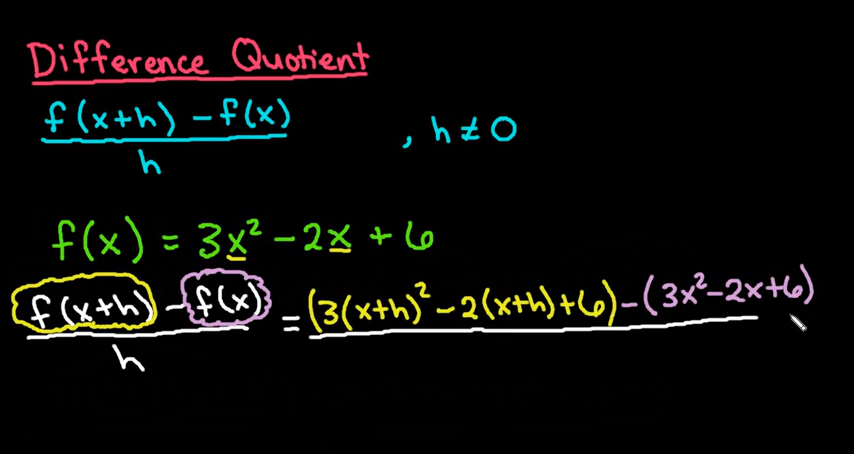 Difference Quotient
f(x+h) - f(x)
h
, h ≠ 0
f(x) = 3x² - 2x + 6
f(x+h) - f(x) = (3(x+h)² - 2(x+h) + 6) - (3x² - 2x + 6)
h